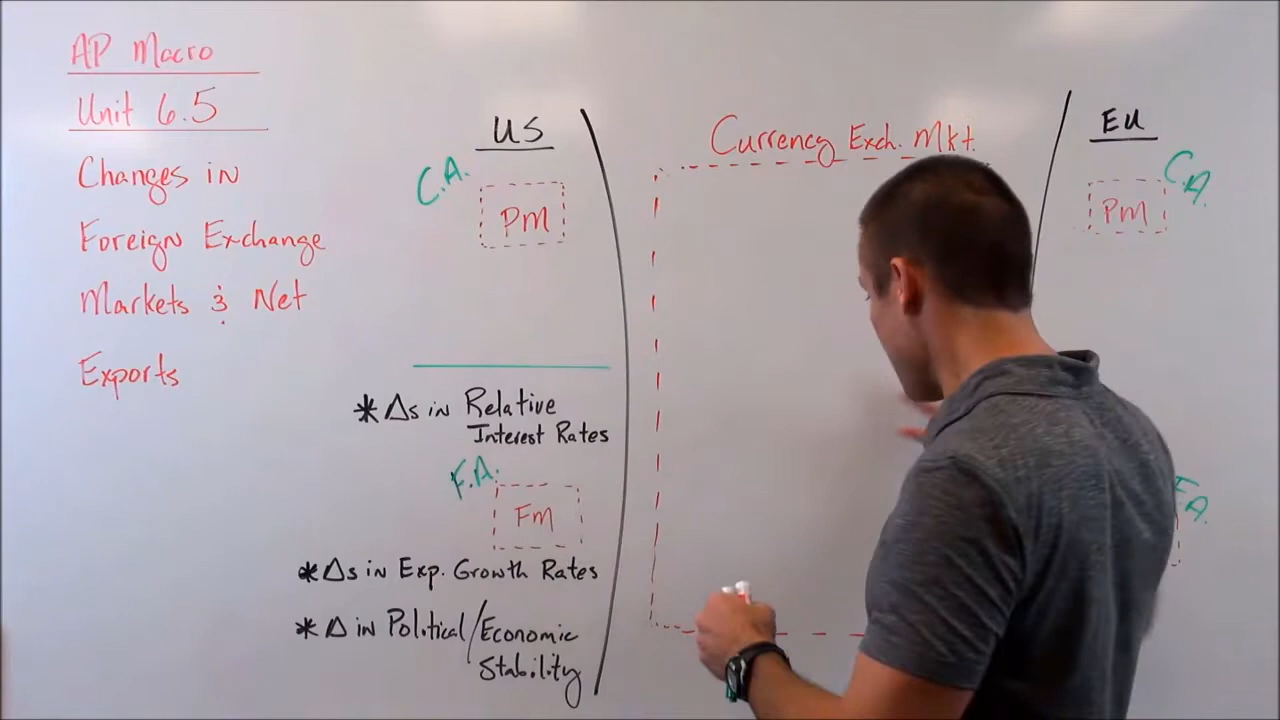 AP Macro
Unit 6.5
Changes in
Foreign Exchange
Markets & Net
Exports
US
C.A.
PM
*Δs in Relative
Interest Rates
F.A.
FM
*Δs in Exp. Growth Rates
*Δ in Political/Economic
Stability
Currency Exch. Mkt.
EU
C.A.
PM
F.A.